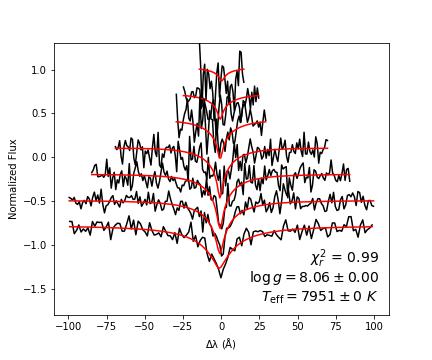 1.0
0.5
0.0
−0.5
−1.0
−1.5
Normalized Flux
χ²ᵣ = 0.99
log g = 8.06 ± 0.00
T_eff = 7951 ± 0 K
−100 −75 −50 −25 0 25 50 75 100
Δλ (Å)